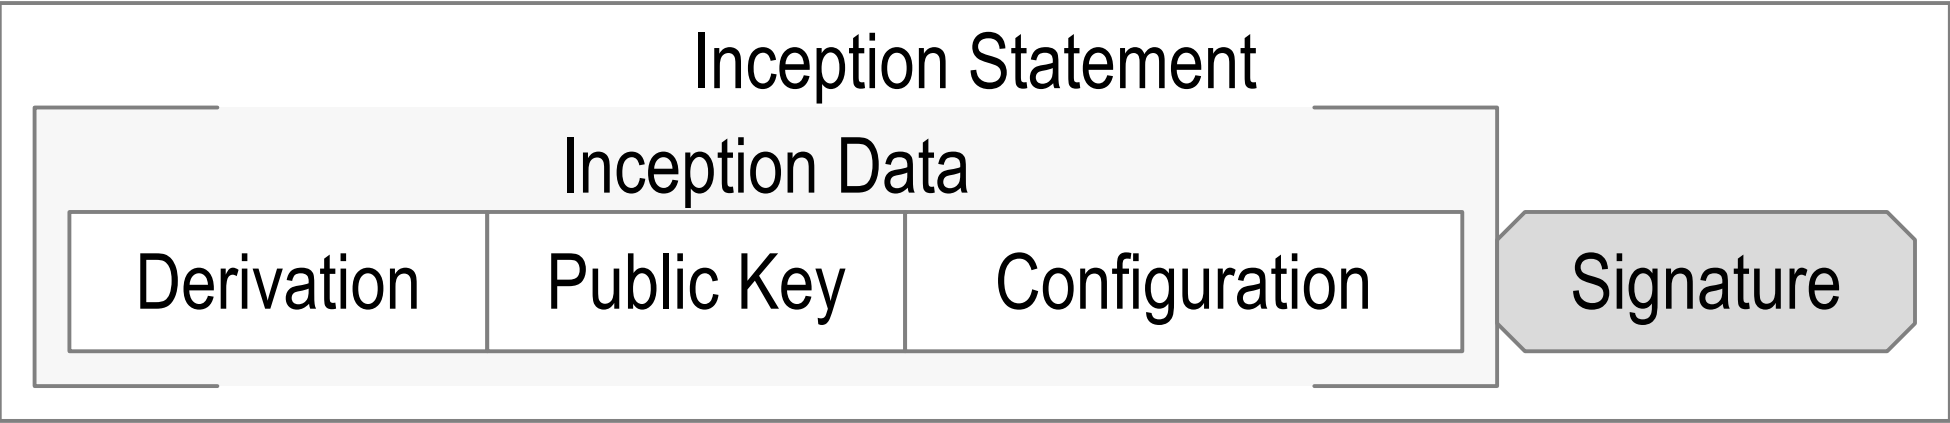 Inception Statement
Inception Data
Derivation Public Key Configuration Signature